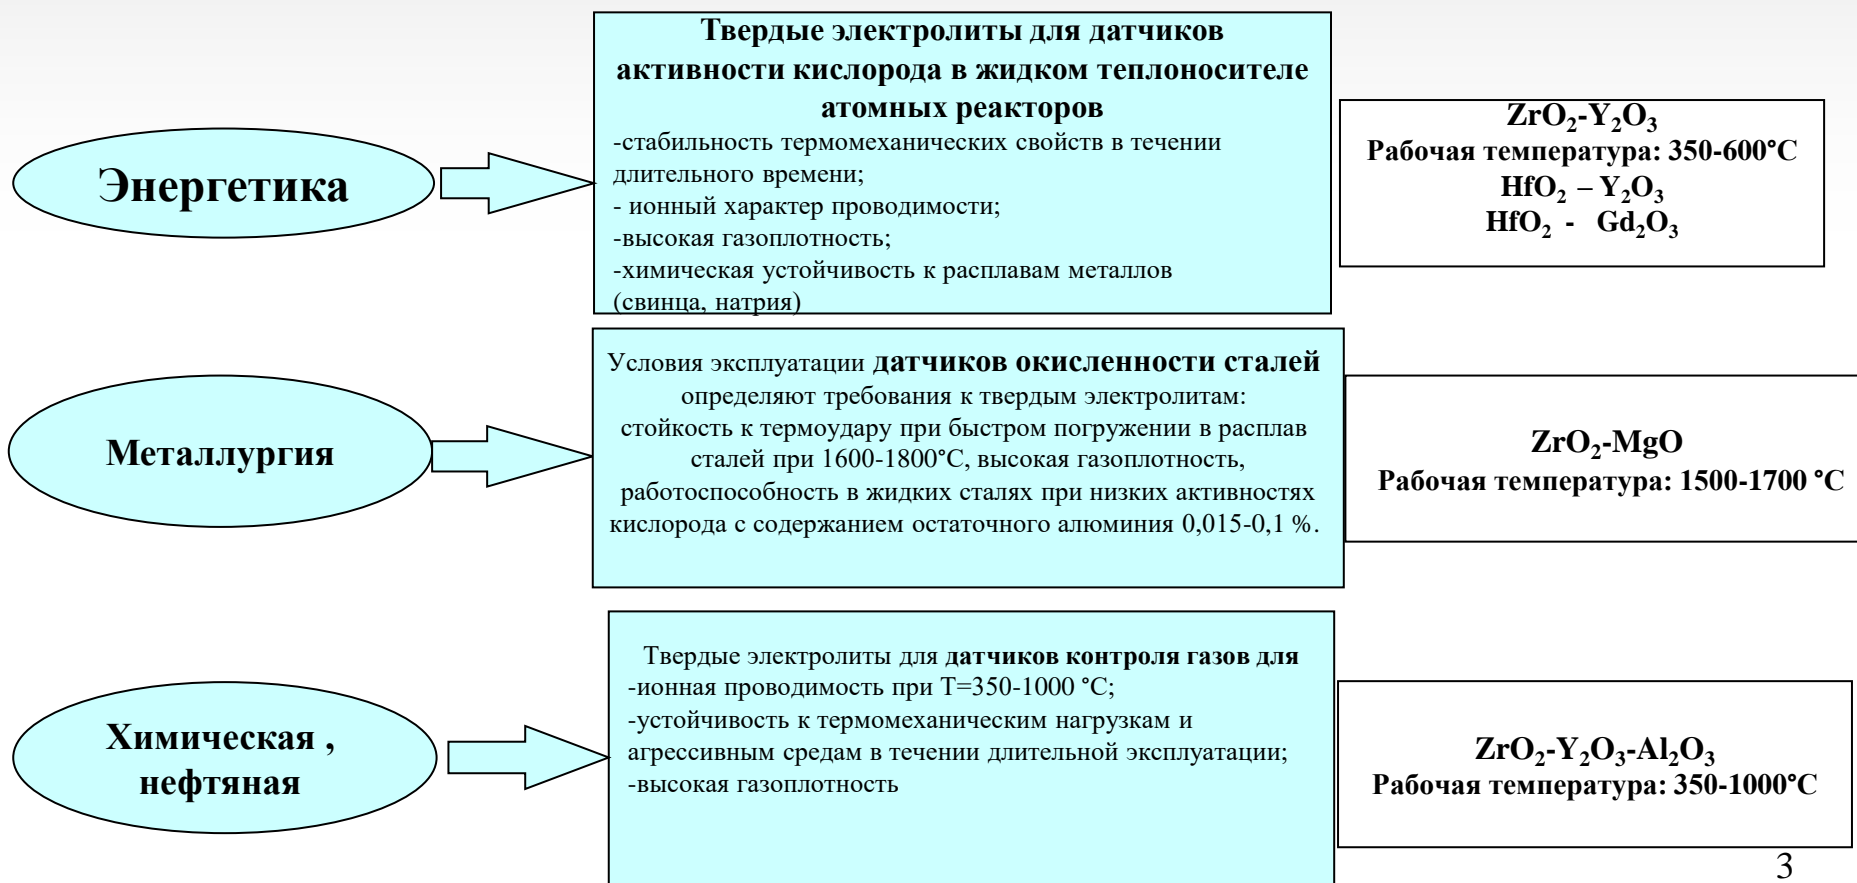 Энергетика
Твердые электролиты для датчиков
активности кислорода в жидком теплоносителе
атомных реакторов
-стабильность термомеханических свойств в течении
длительного времени;
- ионный характер проводимости;
-высокая газоплотность;
-химическая устойчивость к расплавам металлов
(свинца, натрия)
ZrO₂-Y₂O₃
Рабочая температура: 350-600°С
HfO₂ – Y₂O₃
HfO₂ - Gd₂O₃
Металлургия
Условия эксплуатации датчиков окисленности сталей
определяют требования к твердым электролитам:
стойкость к термоудару при быстром погружении в расплав
сталей при 1600-1800°С, высокая газоплотность,
работоспособность в жидких сталях при низких активностях
кислорода с содержанием остаточного алюминия 0,015-0,1 %.
ZrO₂-MgO
Рабочая температура: 1500-1700 °С
Химическая ,
нефтяная
Твердые электролиты для датчиков контроля газов для
-ионная проводимость при Т=350-1000 °С;
-устойчивость к термомеханическим нагрузкам и
агрессивным средам в течении длительной эксплуатации;
-высокая газоплотность
ZrO₂-Y₂O₃-Al₂O₃
Рабочая температура: 350-1000°С
3